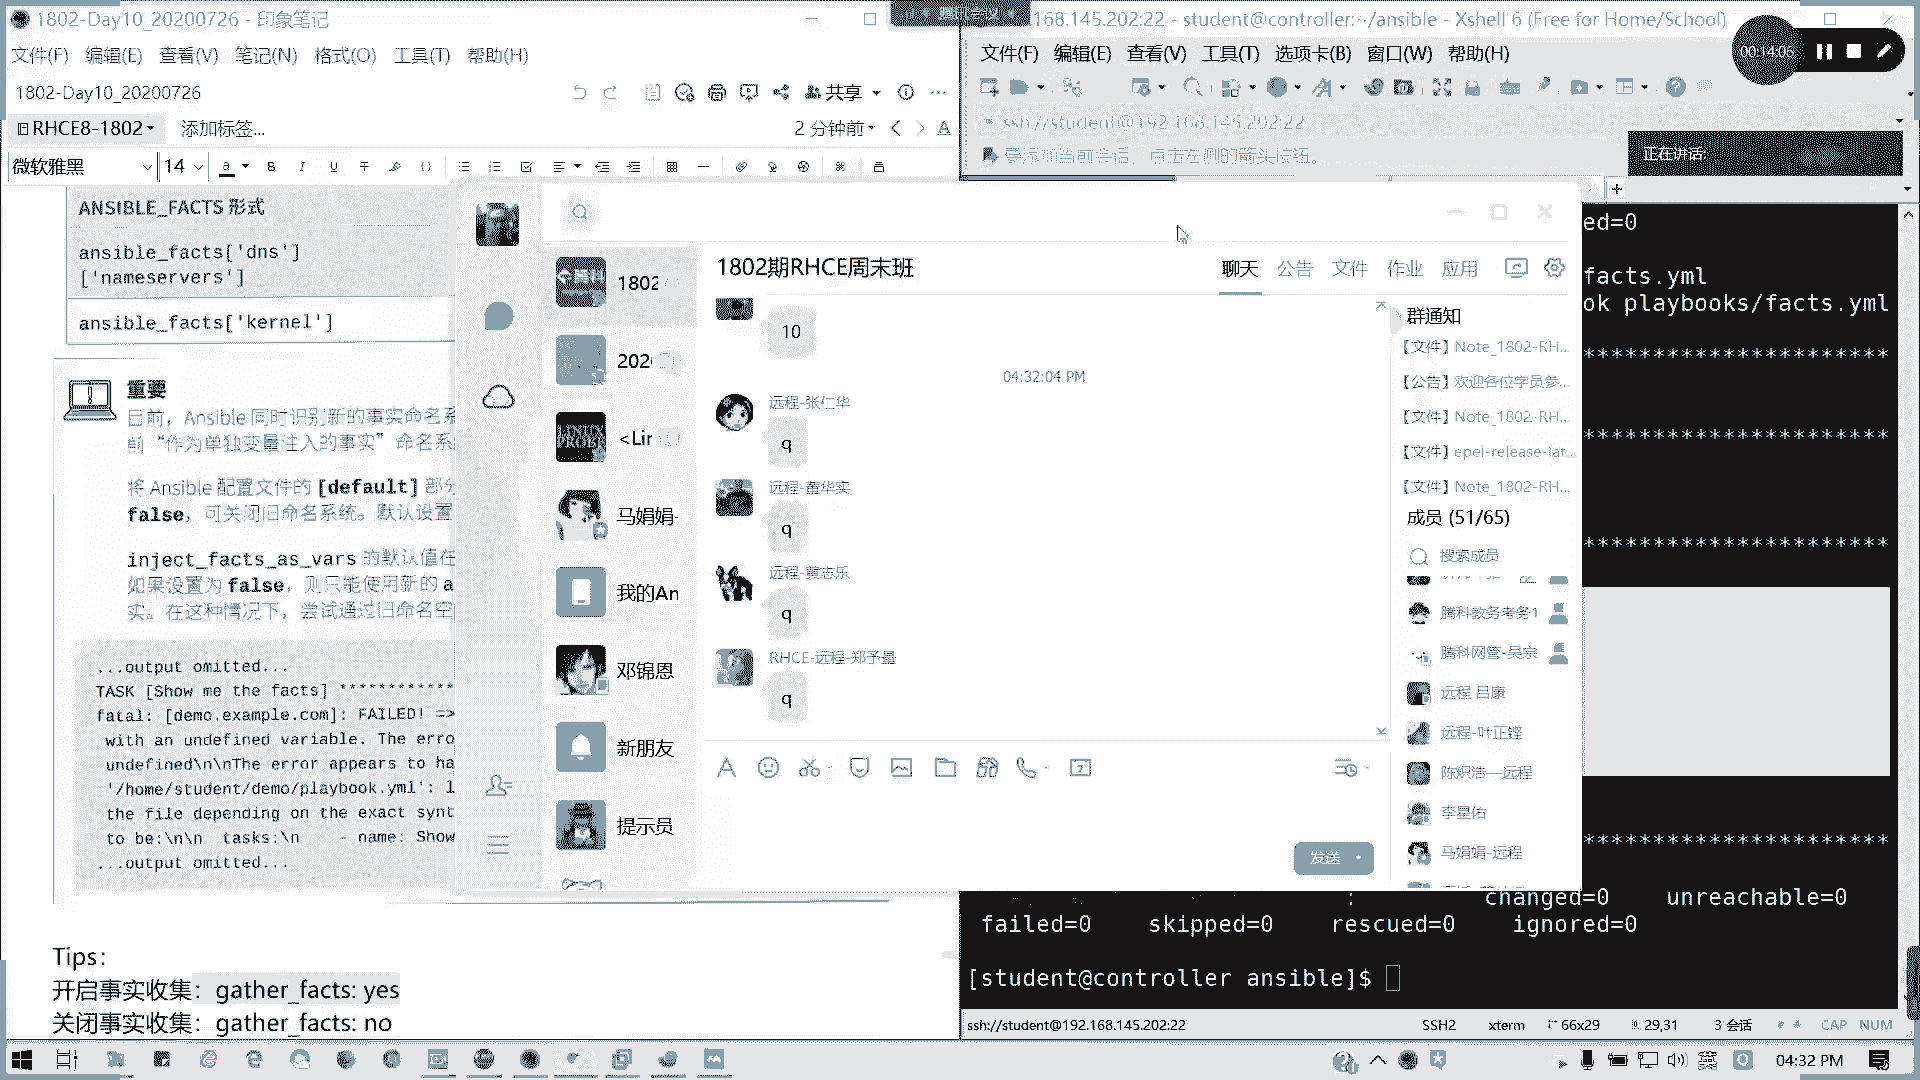 1802-Day10_20200726 - 印象笔记
文件(F) 编辑(E) 查看(V) 笔记(N) 格式(O) 工具(T) 帮助(H)
1802-Day10_20200726
共享
RHCE8-1802
添加标签...
2 分钟前
微软雅黑
14
ANSIBLE_FACTS 形式
ansible_facts['dns']
['nameservers']
ansible_facts['kernel']
重要
目前，Ansible 同时识别新的事实命名系
前 “作为单独变量注入的事实” 命名系
将 Ansible 配置文件的 [default] 部分
false，可关闭旧命名系统。默认设置
inject_facts_as_vars 的默认值在
如果设置为 false，则只能使用新的 a
实。在这种情况下，尝试通过旧命名空
...output omitted...
TASK [Show me the facts] ************
fatal: [demo.example.com]: FAILED! =>
with an undefined variable. The erro
undefined\n\nThe error appears to ha
'/home/student/demo/playbook.yml': l
the file depending on the exact synt
to be:\n\n  tasks:\n    - name: Show
...output omitted...
Tips：
开启事实收集：gather_facts: yes
关闭事实收集：gather_facts: no
腾讯会议
168.145.202:22 - student@controller:~/ansible - Xshell 6 (Free for Home/School)
文件(F) 编辑(E) 查看(V) 工具(T) 选项卡(B) 窗口(W) 帮助(H)
00:14:06
ssh://student@192.168.145.202:22
要添加当前会话，点击左侧的箭头按钮。
正在讲话:
ed=0
facts.yml
ok playbooks/facts.yml
**********************
**********************
**********************
**********************
: changed=0 unreachable=0
failed=0 skipped=0 rescued=0 ignored=0
[student@controller ansible]$
ssh://student@192.168.145.202:22
SSH2
xterm
66x29
29,31
3 会话
CAP NUM
1802
202
<Lir
马娟娟-
我的An
邓锦恩
新朋友
提示员
1802期RHCE周末班
聊天 公告 文件 作业 应用
10
04:32:04 PM
远程-张仁华
q
q
远程-黄志乐
q
q
发送
群通知
【文件】Note_1802-RH...
【公告】欢迎各位学员参...
【文件】Note_1802-RH...
【文件】epel-release-lat...
【文件】Note_1802-RH...
成员 (51/65)
搜索成员
腾科教务考务1
腾科网管-吴宗
远程 吕康
远程-叶正铿
陈炽浩—远程
李星佑
马娟娟-远程
英
04:32 PM